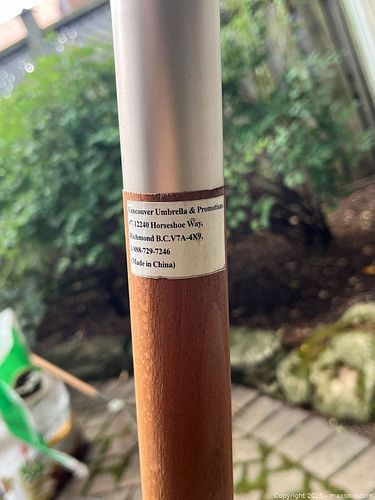 Vancouver Umbrella & Promotions
#7-12240 Horseshoe Way,
Richmond B.C.V7A-4X9.
1-888-729-7246
(Made in China)
Copyright 2025 - maxsold.com